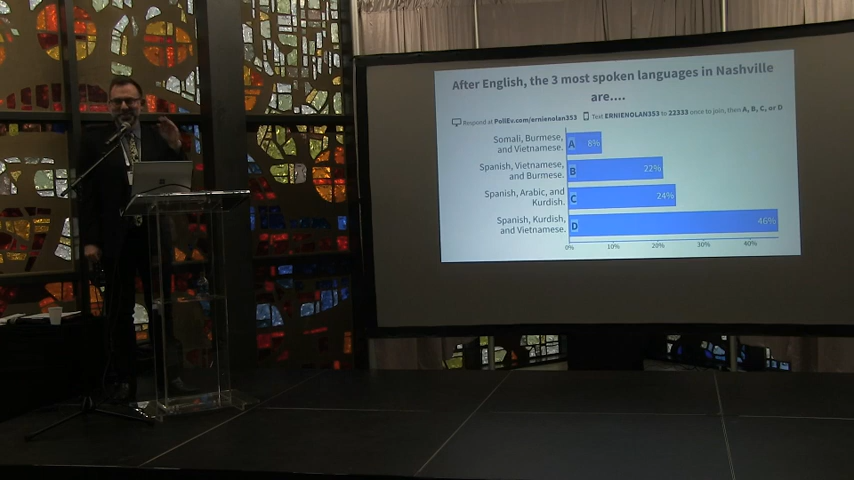 After English, the 3 most spoken languages in Nashville
are....
Respond at PollEv.com/ernienolan353 Text ERNIENOLAN353 to 22333 once to join, then A, B, C, or D
Somali, Burmese,
and Vietnamese. A 8%
Spanish, Vietnamese,
and Burmese. B 22%
Spanish, Arabic, and
Kurdish. C 24%
Spanish, Kurdish,
and Vietnamese. D 46%
0% 10% 20% 30% 40%